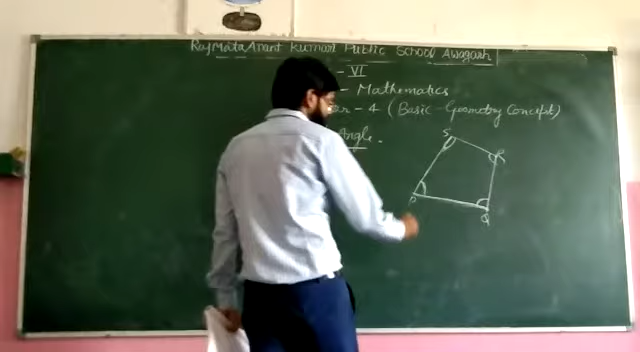 RajMata Anant Kumari Public School Awagarh
- VI
- Mathematics
- 4 (Basic - Geometry Concept)
Angle.
S
R
P
Q